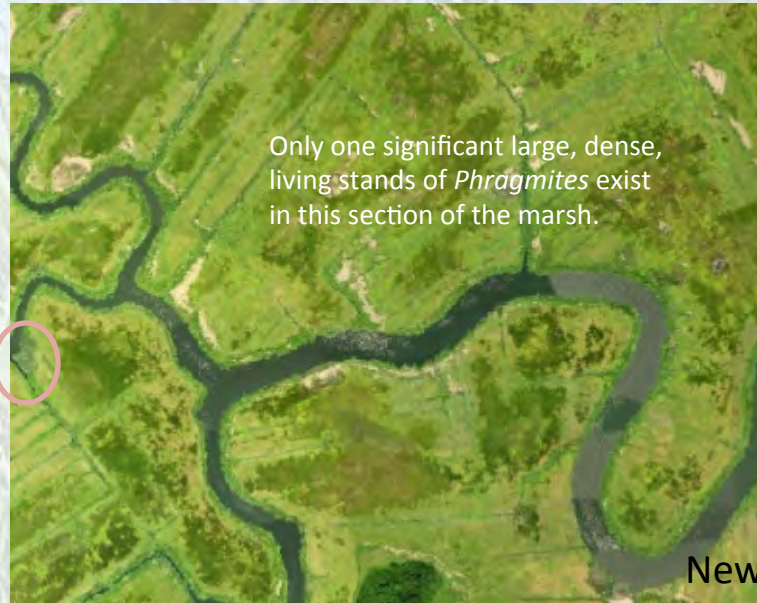 Only one significant large, dense,
living stands of Phragmites exist
in this section of the marsh.
New